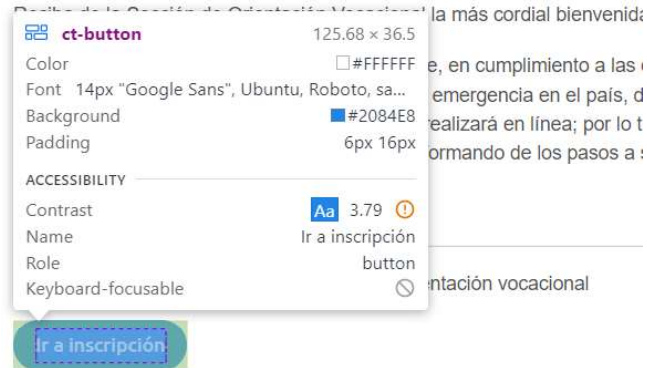 la más cordial bienvenida
ct-button 125.68 × 36.5
Color #FFFFFF
e, en cumplimiento a las
Font 14px "Google Sans", Ubuntu, Roboto, sa...
emergencia en el país, d
Background #2084E8
realizará en línea; por lo t
Padding 6px 16px
ormando de los pasos a s
ACCESSIBILITY
Contrast Aa 3.79
Name Ir a inscripción
Role button
entación vocacional
Keyboard-focusable
Ir a inscripción